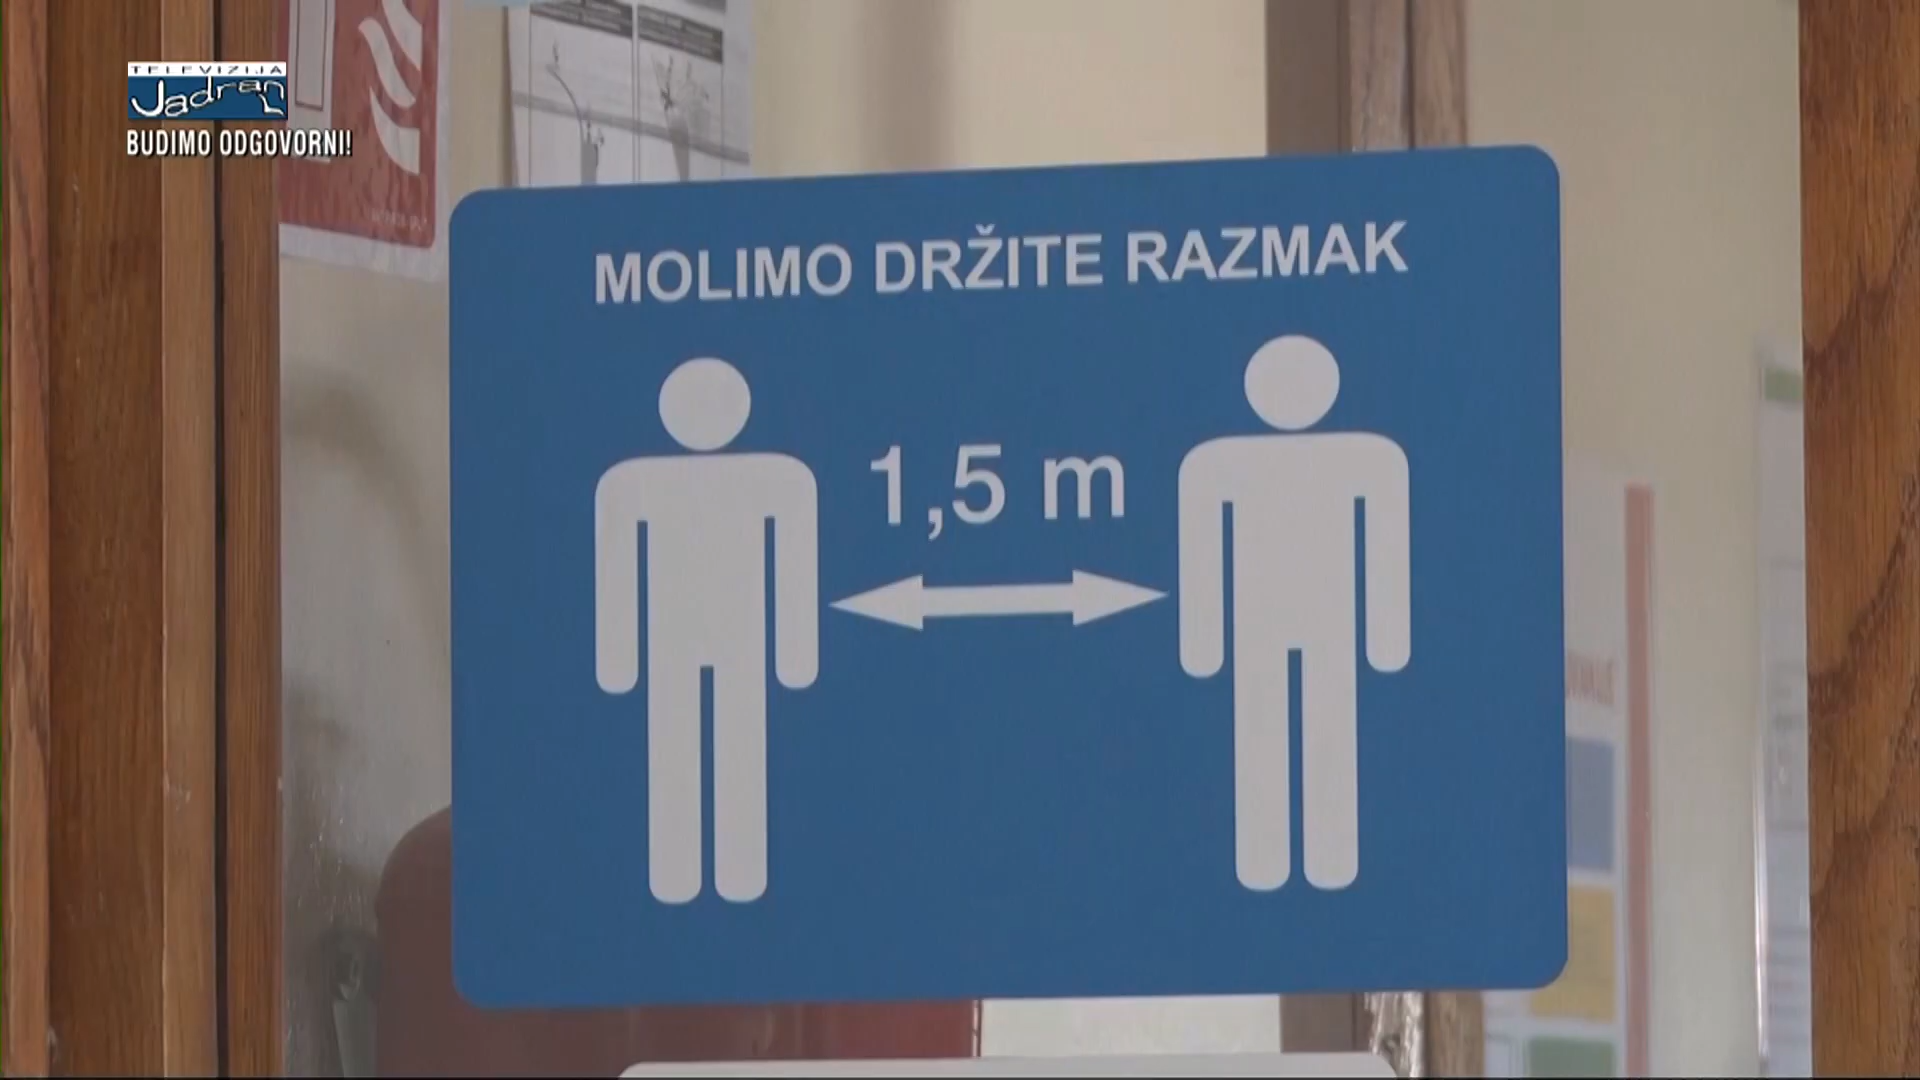 TELEVIZIJA
Jadran
BUDIMO ODGOVORNI!
MOLIMO DRŽITE RAZMAK
1,5 m